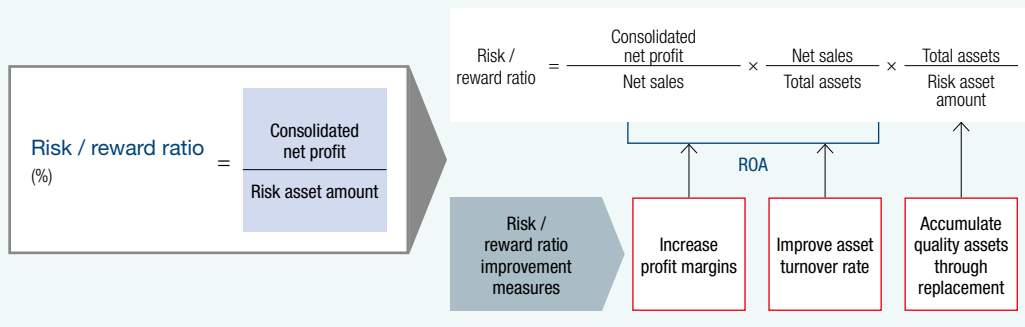 Risk / reward ratio
(%)
=
Consolidated
net profit
Risk asset amount
Risk /
reward ratio
=
Consolidated
net profit
Net sales
×
Net sales
Total assets
×
Total assets
Risk asset
amount
ROA
Risk /
reward ratio
improvement
measures
Increase
profit margins
Improve asset
turnover rate
Accumulate
quality assets
through
replacement